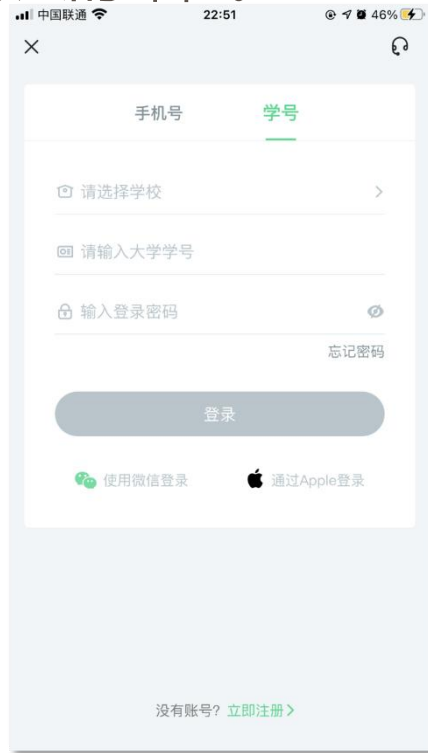 中国联通 22:51 46%
手机号 学号
请选择学校
请输入大学学号
输入登录密码
忘记密码
登录
使用微信登录 通过Apple登录
没有账号? 立即注册